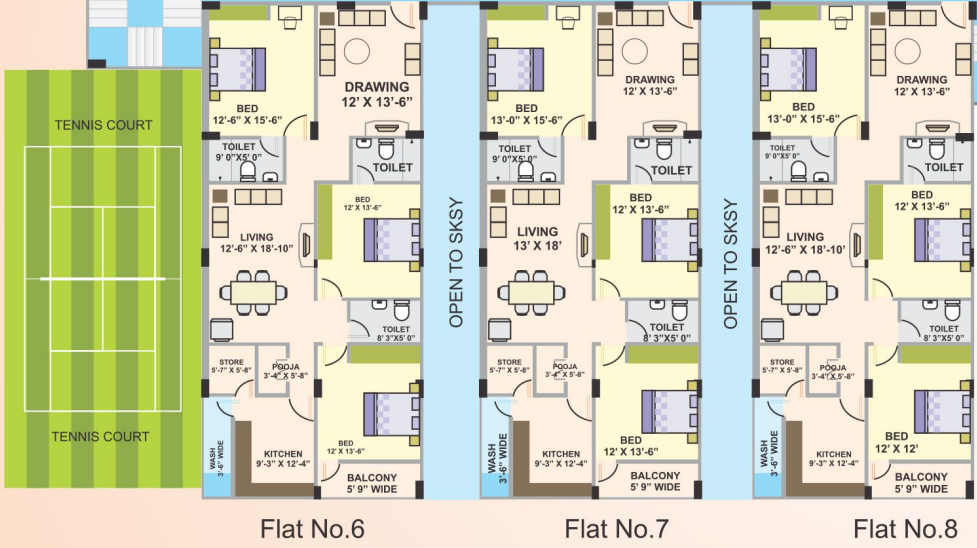 TENNIS COURT
TENNIS COURT
BED
12'-6" X 15'-6"
DRAWING
12' X 13'-6"
TOILET
9' 0"X5' 0"
TOILET
BED
12' X 13'-6"
LIVING
12'-6" X 18'-10"
TOILET
8' 3"X5' 0"
STORE
5'-7" X 5'-8"
POOJA
3'-4" X 5'-8"
WASH
3'-6" WIDE
KITCHEN
9'-3" X 12'-4"
BED
12' X 13'-6"
BALCONY
5' 9" WIDE
Flat No.6
OPEN TO SKSY
BED
13'-0" X 15'-6"
DRAWING
12' X 13'-6"
TOILET
9' 0"X5' 0"
TOILET
BED
12' X 13'-6"
LIVING
13' X 18'
TOILET
8' 3"X5' 0"
STORE
5'-7" X 5'-8"
POOJA
3'-4" X 5'-8"
WASH
3'-6" WIDE
KITCHEN
9'-3" X 12'-4"
BED
12' X 13'-6"
BALCONY
5' 9" WIDE
Flat No.7
OPEN TO SKSY
BED
13'-0" X 15'-6"
DRAWING
12' X 13'-6"
TOILET
9' 0"X5' 0"
TOILET
BED
12' X 13'-6"
LIVING
12'-6" X 18'-10'
TOILET
8' 3"X5' 0"
STORE
5'-7" X 5'-8"
POOJA
3'-4" X 5'-8"
WASH
3'-6" WIDE
KITCHEN
9'-3" X 12'-4"
BED
12' X 12'
BALCONY
5' 9" WIDE
Flat No.8